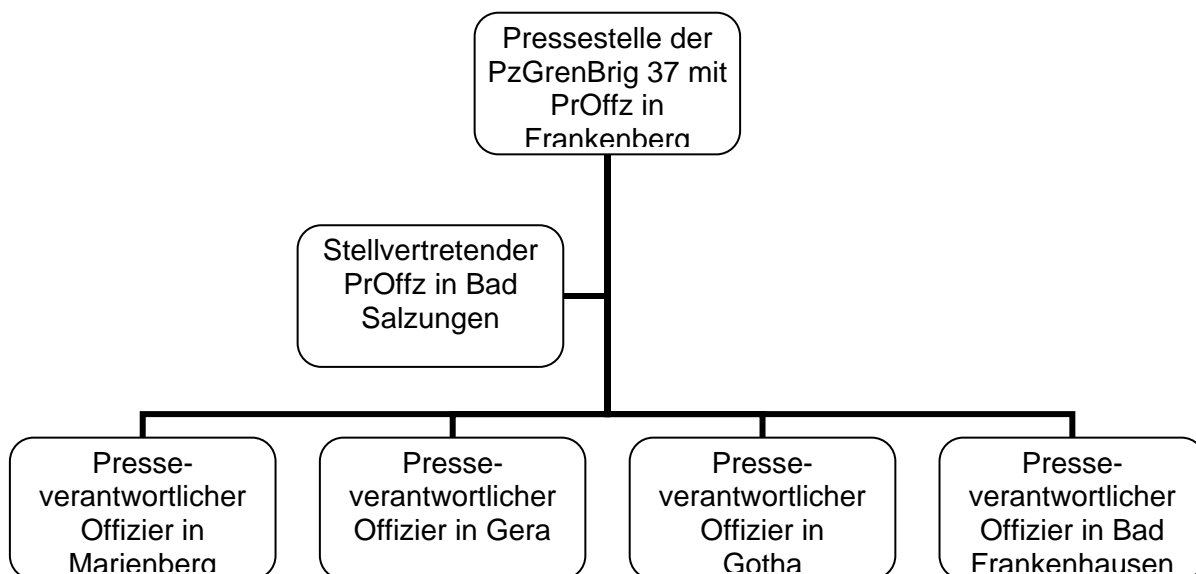 Pressestelle der
PzGrenBrig 37 mit
PrOffz in
Frankenberg
Stellvertretender
PrOffz in Bad
Salzungen
Presse-
verantwortlicher
Offizier in
Marienberg
Presse-
verantwortlicher
Offizier in Gera
Presse-
verantwortlicher
Offizier in
Gotha
Presse-
verantwortlicher
Offizier in Bad
Frankenhausen